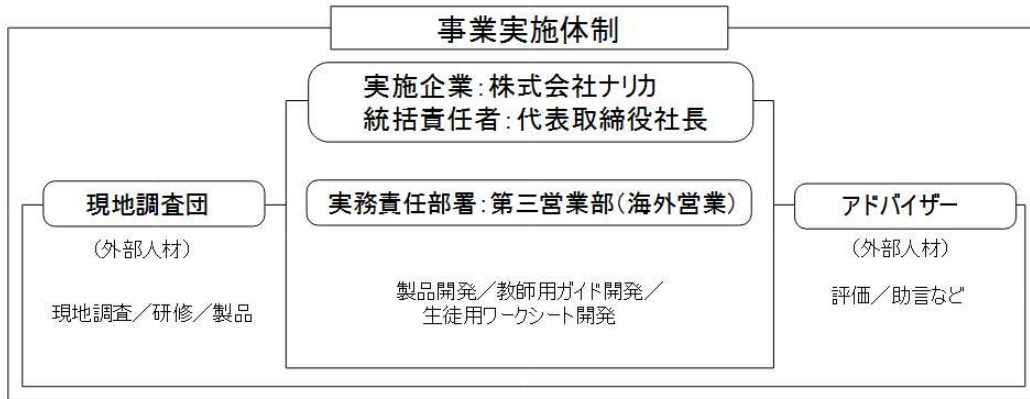 事業実施体制
実施企業：株式会社ナリカ
統括責任者：代表取締役社長
現地調査団
実務責任部署：第三営業部（海外営業）
アドバイザー
（外部人材）
（外部人材）
現地調査／研修／製品
製品開発／教師用ガイド開発／
生徒用ワークシート開発
評価／助言など